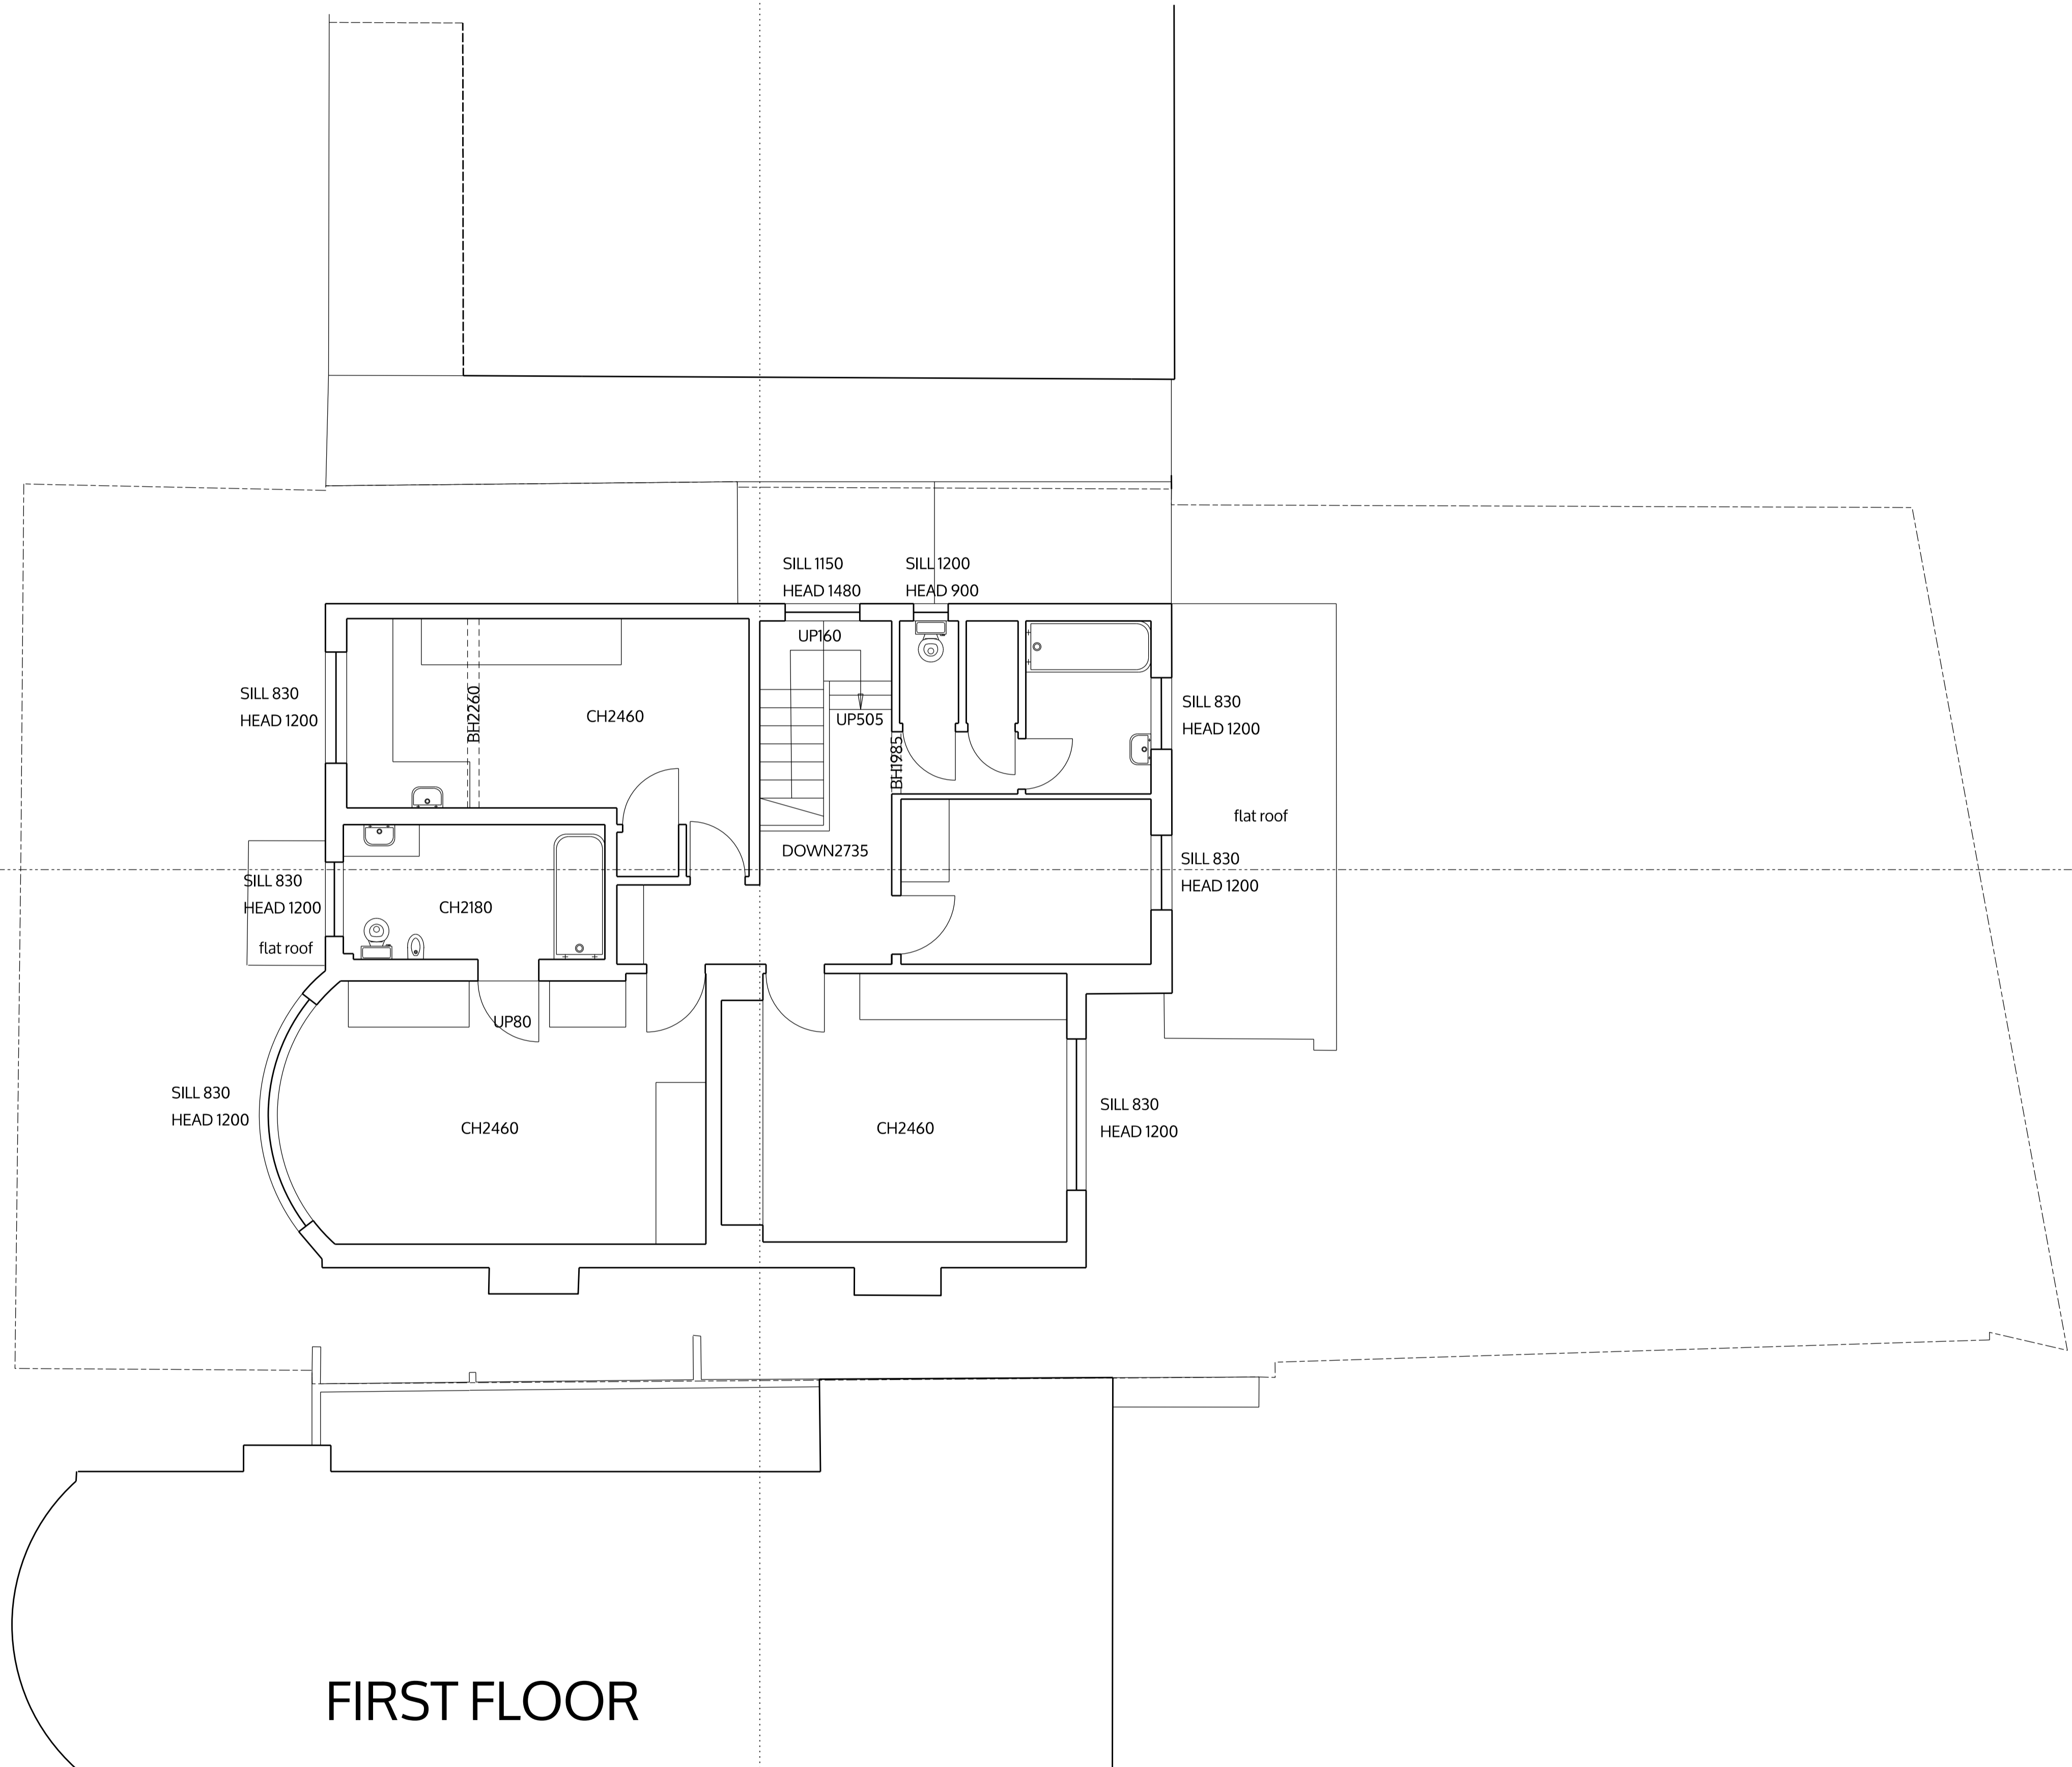 SILL 1150
HEAD 1480
SILL 1200
HEAD 900
UP160
SILL 830
HEAD 1200
BH2260
CH2460
UP505
BH1985
SILL 830
HEAD 1200
flat roof
DOWN2735
SILL 830
HEAD 1200
flat roof
CH2180
SILL 830
HEAD 1200
UP80
SILL 830
HEAD 1200
CH2460
CH2460
SILL 830
HEAD 1200
FIRST FLOOR